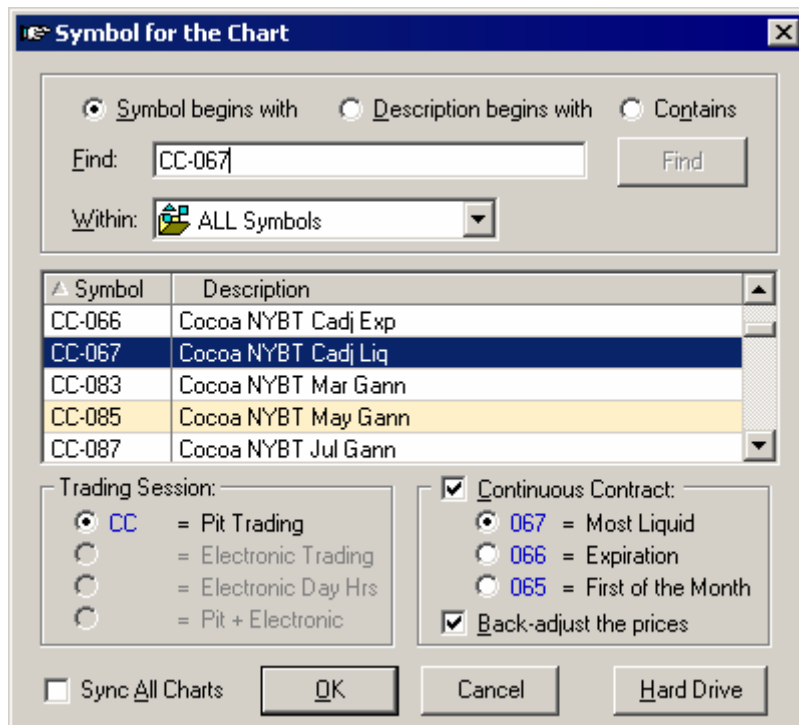 Symbol for the Chart
Symbol begins with Description begins with Contains
Find: CC-067 Find
Within: ALL Symbols
Symbol Description
CC-066 Cocoa NYBT Cadj Exp
CC-067 Cocoa NYBT Cadj Liq
CC-083 Cocoa NYBT Mar Gann
CC-085 Cocoa NYBT May Gann
CC-087 Cocoa NYBT Jul Gann
Trading Session: Continuous Contract:
CC = Pit Trading 067 = Most Liquid
= Electronic Trading 066 = Expiration
= Electronic Day Hrs 065 = First of the Month
= Pit + Electronic Back-adjust the prices
Sync All Charts OK Cancel Hard Drive